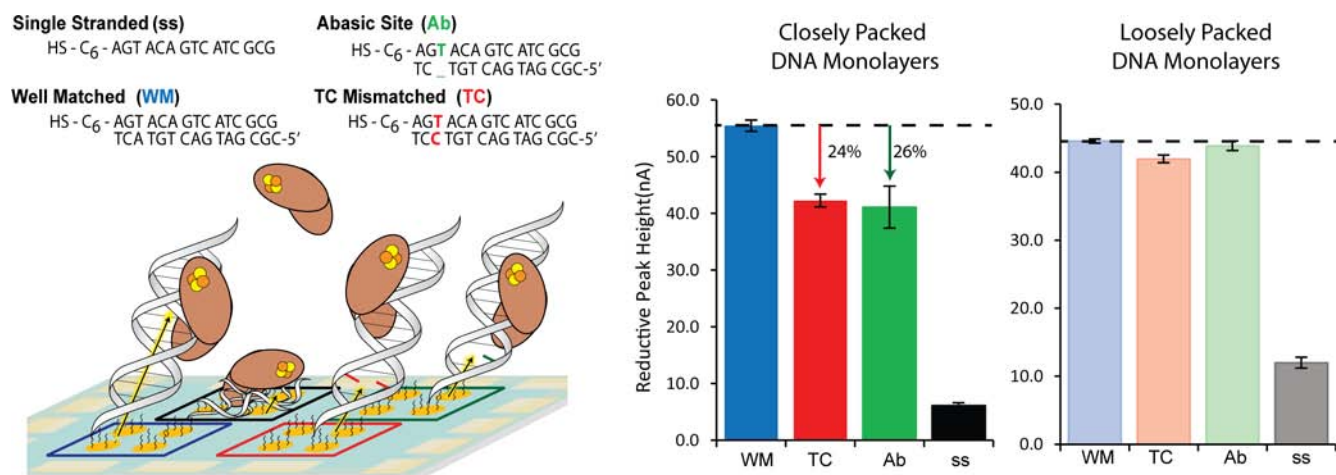 Single Stranded (ss)
HS - C6 - AGT ACA GTC ATC GCG
Abasic Site (Ab)
HS - C6 - AGT ACA GTC ATC GCG
TC _ TGT CAG TAG CGC-5'
Well Matched (WM)
HS - C6 - AGT ACA GTC ATC GCG
TCA TGT CAG TAG CGC-5'
TC Mismatched (TC)
HS - C6 - AGT ACA GTC ATC GCG
TCC TGT CAG TAG CGC-5'
Closely Packed
DNA Monolayers
Reductive Peak Height(nA)
60.0
50.0
40.0
30.0
20.0
10.0
0.0
24%
26%
WM TC Ab ss
Loosely Packed
DNA Monolayers
50.0
40.0
30.0
20.0
10.0
0.0
WM TC Ab ss